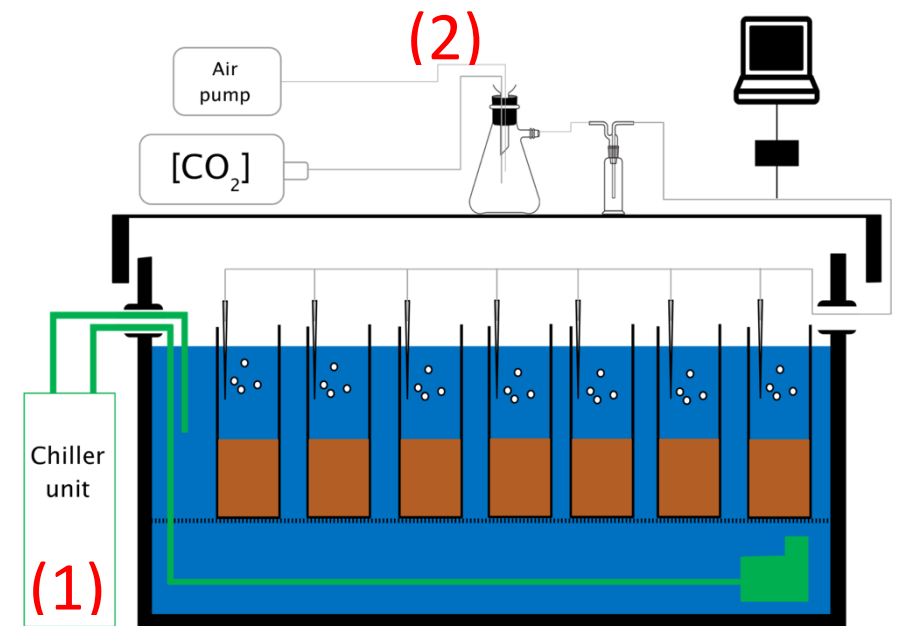 (2)
Air
pump
[CO₂]
Chiller
unit
(1)